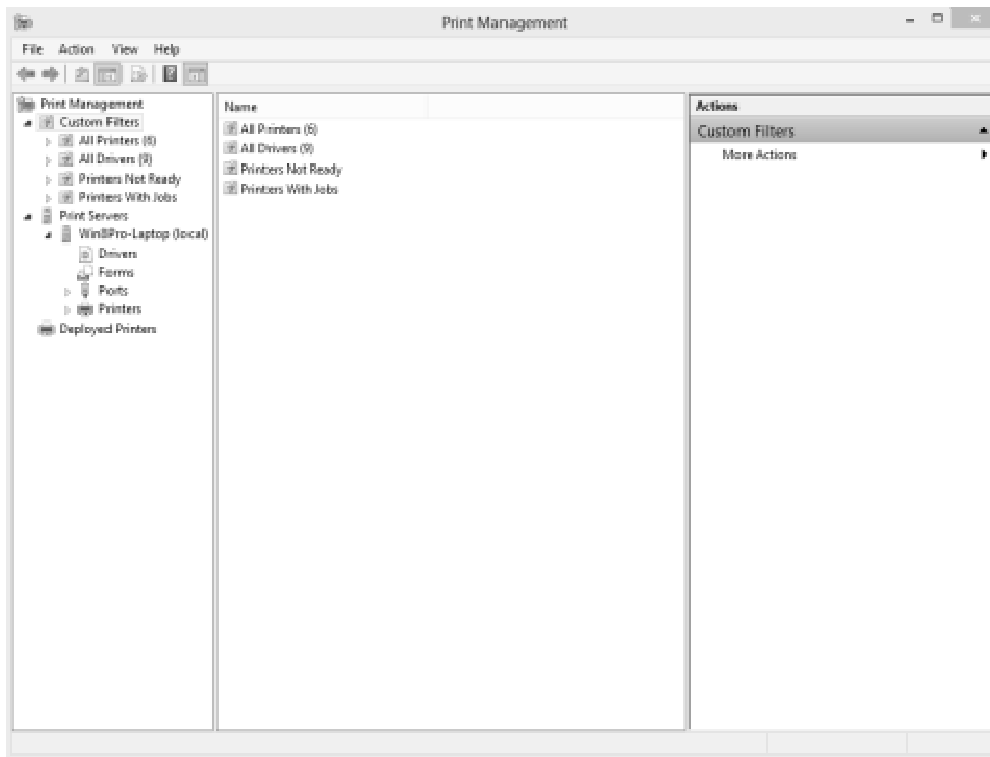 Print Management
File Action View Help
Print Management
Custom Filters
All Printers (6)
All Drivers (9)
Printers Not Ready
Printers With Jobs
Print Servers
Win8Pro-Laptop (local)
Drivers
Forms
Ports
Printers
Deployed Printers
Name
All Printers (6)
All Drivers (9)
Printers Not Ready
Printers With Jobs
Actions
Custom Filters
More Actions